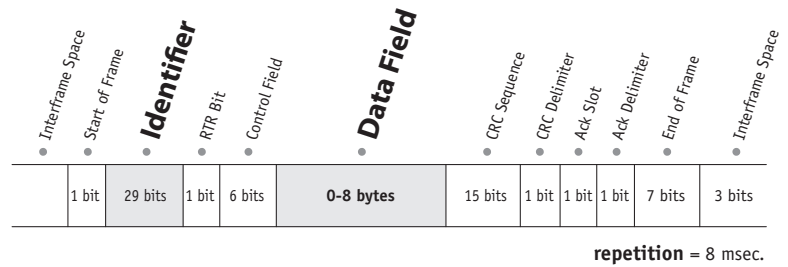 Interframe Space
Start of Frame
Identifier
RTR Bit
Control Field
Data Field
CRC Sequence
CRC Delimiter
Ack Slot
Ack Delimiter
End of Frame
Interframe Space
1 bit 29 bits 1 bit 6 bits 0-8 bytes 15 bits 1 bit 1 bit 1 bit 7 bits 3 bits
repetition = 8 msec.